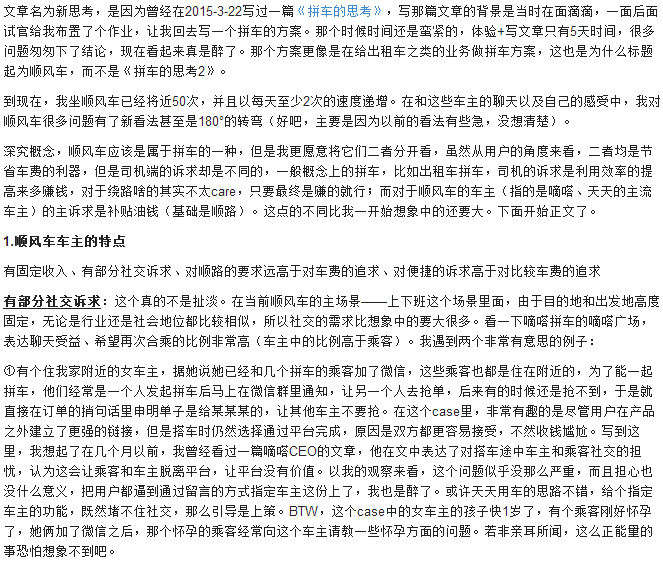 文章名为新思考，是因为曾经在2015-3-22写过一篇《拼车的思考》，写那篇文章的背景是当时在面滴滴，一面后面
试官给我布置了个作业，让我回去写一个拼车的方案。那个时候时间还是蛮紧的，体验+写文章只有5天时间，很多
问题匆匆下了结论，现在看起来真是醉了。那个方案更像是在给出租车之类的业务做拼车方案，这也是为什么标题
起为顺风车，而不是《拼车的思考2》。
到现在，我坐顺风车已经将近50次，并且以每天至少2次的速度递增。在和这些车主的聊天以及自己的感受中，我对
顺风车很多问题有了新看法甚至是180°的转弯（好吧，主要是因为以前的看法有些急，没想清楚）。
深究概念，顺风车应该是属于拼车的一种，但是我更愿意将它们二者分开看，虽然从用户的角度来看，二者均是节
省车费的利器，但是司机端的诉求却是不同的，一般概念上的拼车，比如出租车拼车，司机的诉求是利用效率的提
高来多赚钱，对于绕路啥的其实不太care，只要最终是赚的就行；而对于顺风车的车主（指的是嘀嗒、天天的主流
车主）的主诉求是补贴油钱（基础是顺路）。这点的不同比我一开始想象中的还要大。下面开始正文了。
1.顺风车车主的特点
有固定收入、有部分社交诉求、对顺路的要求远高于对车费的追求、对便捷的诉求高于对比较车费的追求
有部分社交诉求：这个真的不是扯淡。在当前顺风车的主场景——上下班这个场景里面，由于目的地和出发地高度
固定，无论是行业还是社会地位都比较相似，所以社交的需求比想象中的要大很多。看一下嘀嗒拼车的嘀嗒广场，
表达聊天受益、希望再次合乘的比例非常高（车主中的比例高于乘客）。我遇到两个非常有意思的例子：
①有个住我家附近的女车主，据她说她已经和几个拼车的乘客加了微信，这些乘客也都是住在附近的，为了能一起
拼车，他们经常是一个人发起拼车后马上在微信群里通知，让另一个人去抢单，后来有的时候还是抢不到，于是就
直接在订单的捎句话里申明单子是给某某某的，让其他车主不要抢。在这个case里，非常有趣的是尽管用户在产品
之外建立了更强的链接，但是搭车时仍然选择通过平台完成，原因是双方都更容易接受，不然收钱尴尬。写到这
里，我想起了在几个月以前，我曾经看过一篇嘀嗒CEO的文章，他在文中表达了对搭车途中车主和乘客社交的担
忧，认为这会让乘客和车主脱离平台，让平台没有价值。以我的观察来看，这个问题似乎没那么严重，而且担心也
没什么意义，把用户都逼到通过留言的方式指定车主这份上了，我也是醉了。或许天天用车的思路不错，给个指定
车主的功能，既然堵不住社交，那么引导是上策。BTW，这个case中的女车主的孩子快1岁了，有个乘客刚好怀孕
了，她俩加了微信之后，那个怀孕的乘客经常向这个车主请教一些怀孕方面的问题。若非亲耳所闻，这么正能量的
事恐怕想象不到吧。